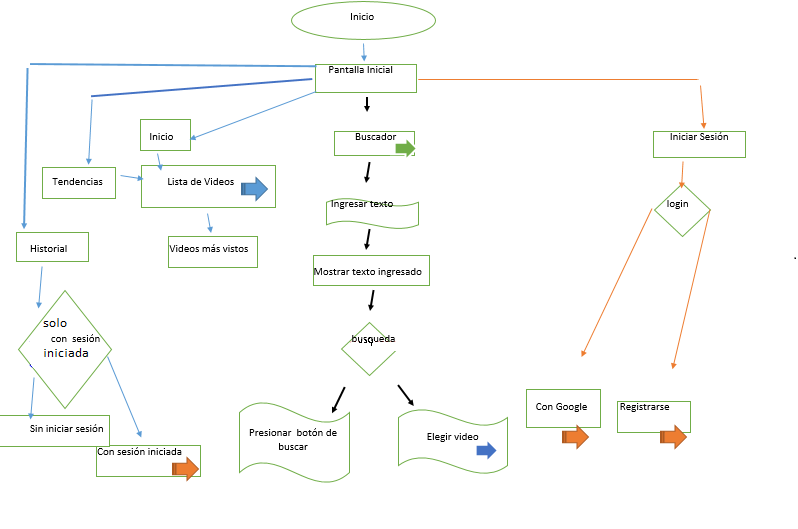 Inicio
Pantalla Inicial
Inicio
Buscador
Iniciar Sesión
Tendencias
Lista de Videos
Ingresar texto
login
Historial
Videos más vistos
Mostrar texto ingresado
solo
con sesión
iniciada
busqueda
Con Google
Registrarse
Sin iniciar sesión
Presionar botón de
buscar
Elegir video
Con sesión iniciada